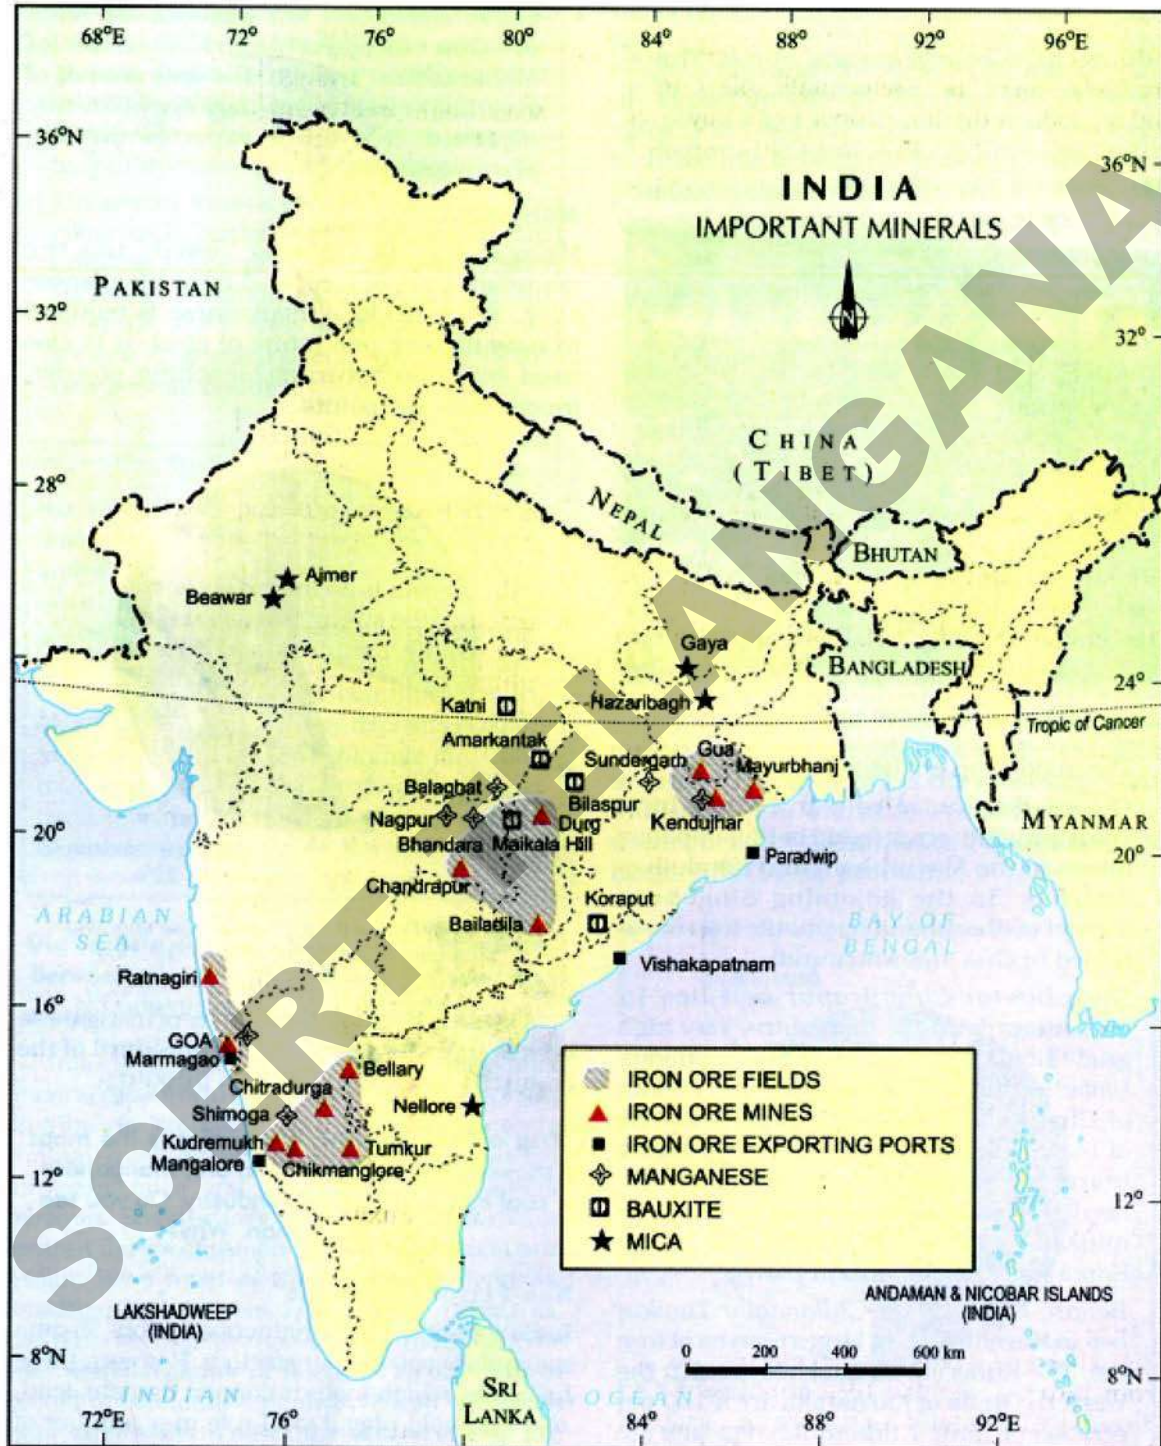 68°E 72° 76° 80° 84° 88° 92° 96°E
36°N
36°N
INDIA
IMPORTANT MINERALS
PAKISTAN
N
32°
32°
CHINA
(TIBET)
28°
28°
NEPAL
BHUTAN
Ajmer
Beawar
Gaya
BANGLADESH
24°
Katni
Hazaribagh
Tropic of Cancer
Amarkantak
Sundergarh
Gua
Mayurbhanj
Balaghat
Bilaspur
Nagpur
Durg
Kendujhar
MYANMAR
20°
20°
Bhandara
Maikala Hill
Paradwip
Chandrapur
Koraput
Bailadila
ARABIAN
SEA
BAY OF
BENGAL
Vishakapatnam
Ratnagiri
16°
GOA
Marmagao
Bellary
Chitradurga
Shimoga
Nellore
Kudremukh
Tumkur
Mangalore
Chikmanglore
IRON ORE FIELDS
IRON ORE MINES
IRON ORE EXPORTING PORTS
MANGANESE
BAUXITE
MICA
12°
12°
LAKSHADWEEP
(INDIA)
ANDAMAN & NICOBAR ISLANDS
(INDIA)
0 200 400 600 km
8°N
8°N
INDIAN
OCEAN
SRI
LANKA
72°E 76° 84° 88° 92°E
SCERT TELANGANA